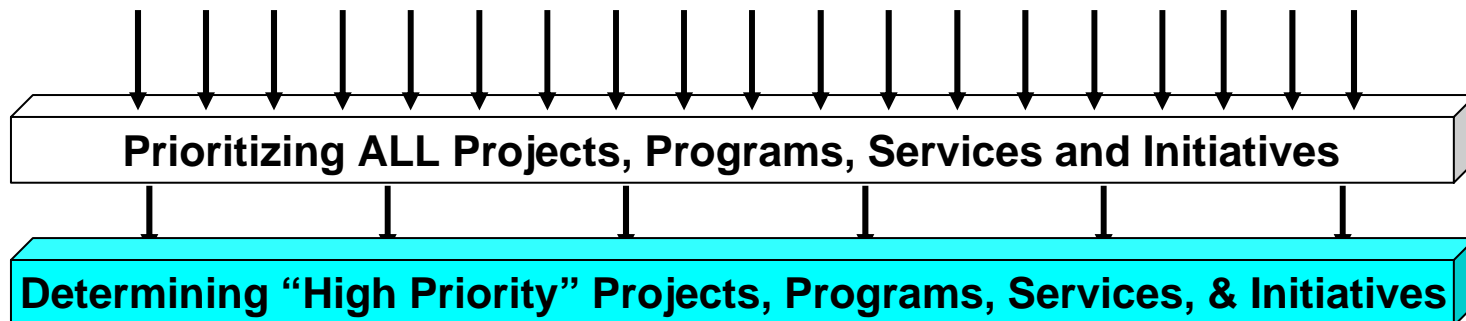 Prioritizing ALL Projects, Programs, Services and Initiatives
Determining “High Priority” Projects, Programs, Services, & Initiatives